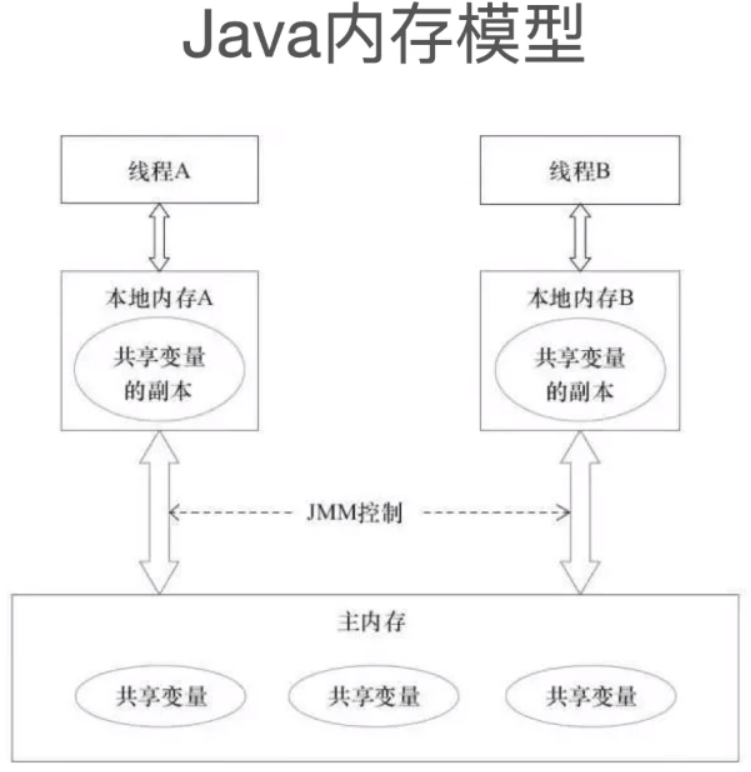 Java内存模型
线程A
线程B
本地内存A
共享变量
的副本
本地内存B
共享变量
的副本
JMM控制
主内存
共享变量
共享变量
共享变量